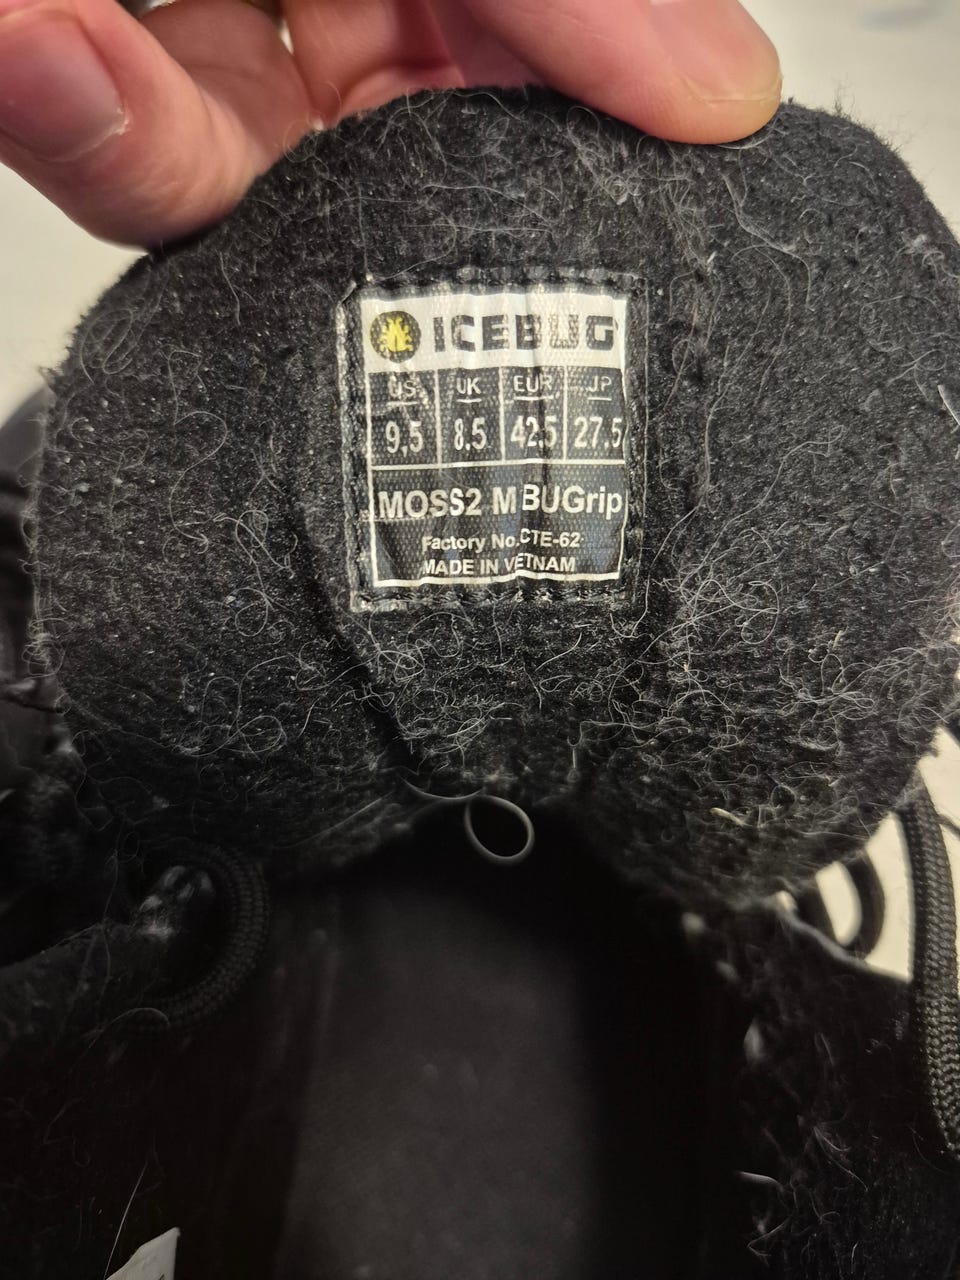 ICEBUG
US UK EUR JP
9.5 8.5 42.5 27.5
MOSS2 M BUGrip
Factory No.CTE-62
MADE IN VIETNAM